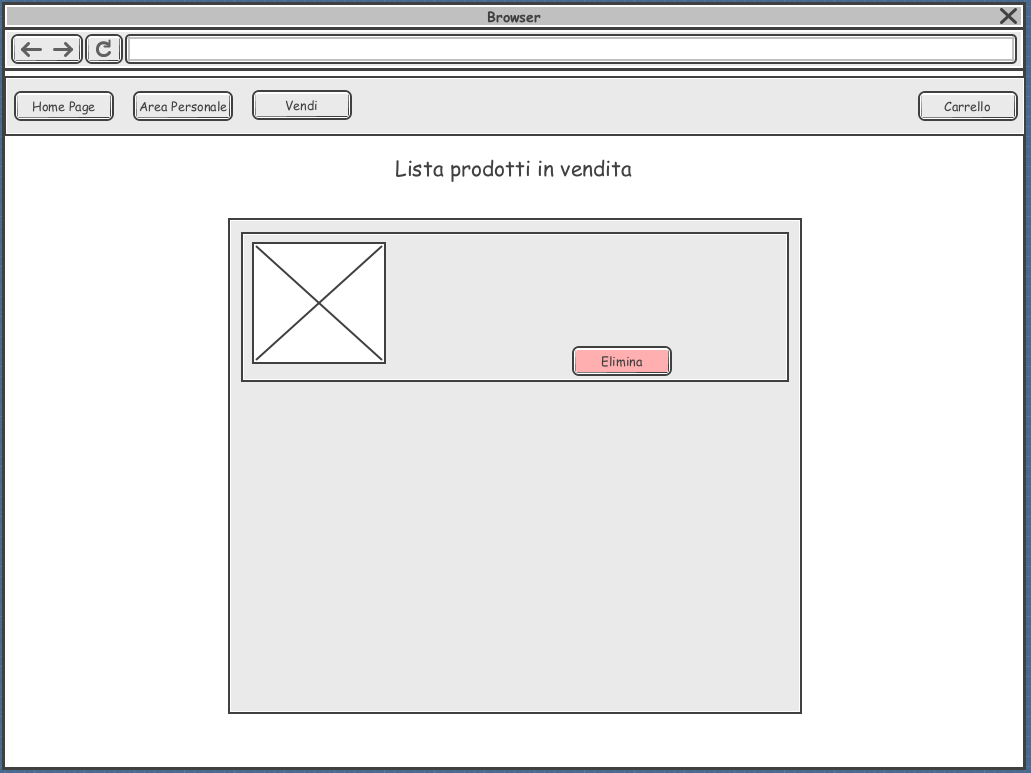 Browser
Home Page
Area Personale
Vendi
Carrello
Lista prodotti in vendita
Elimina